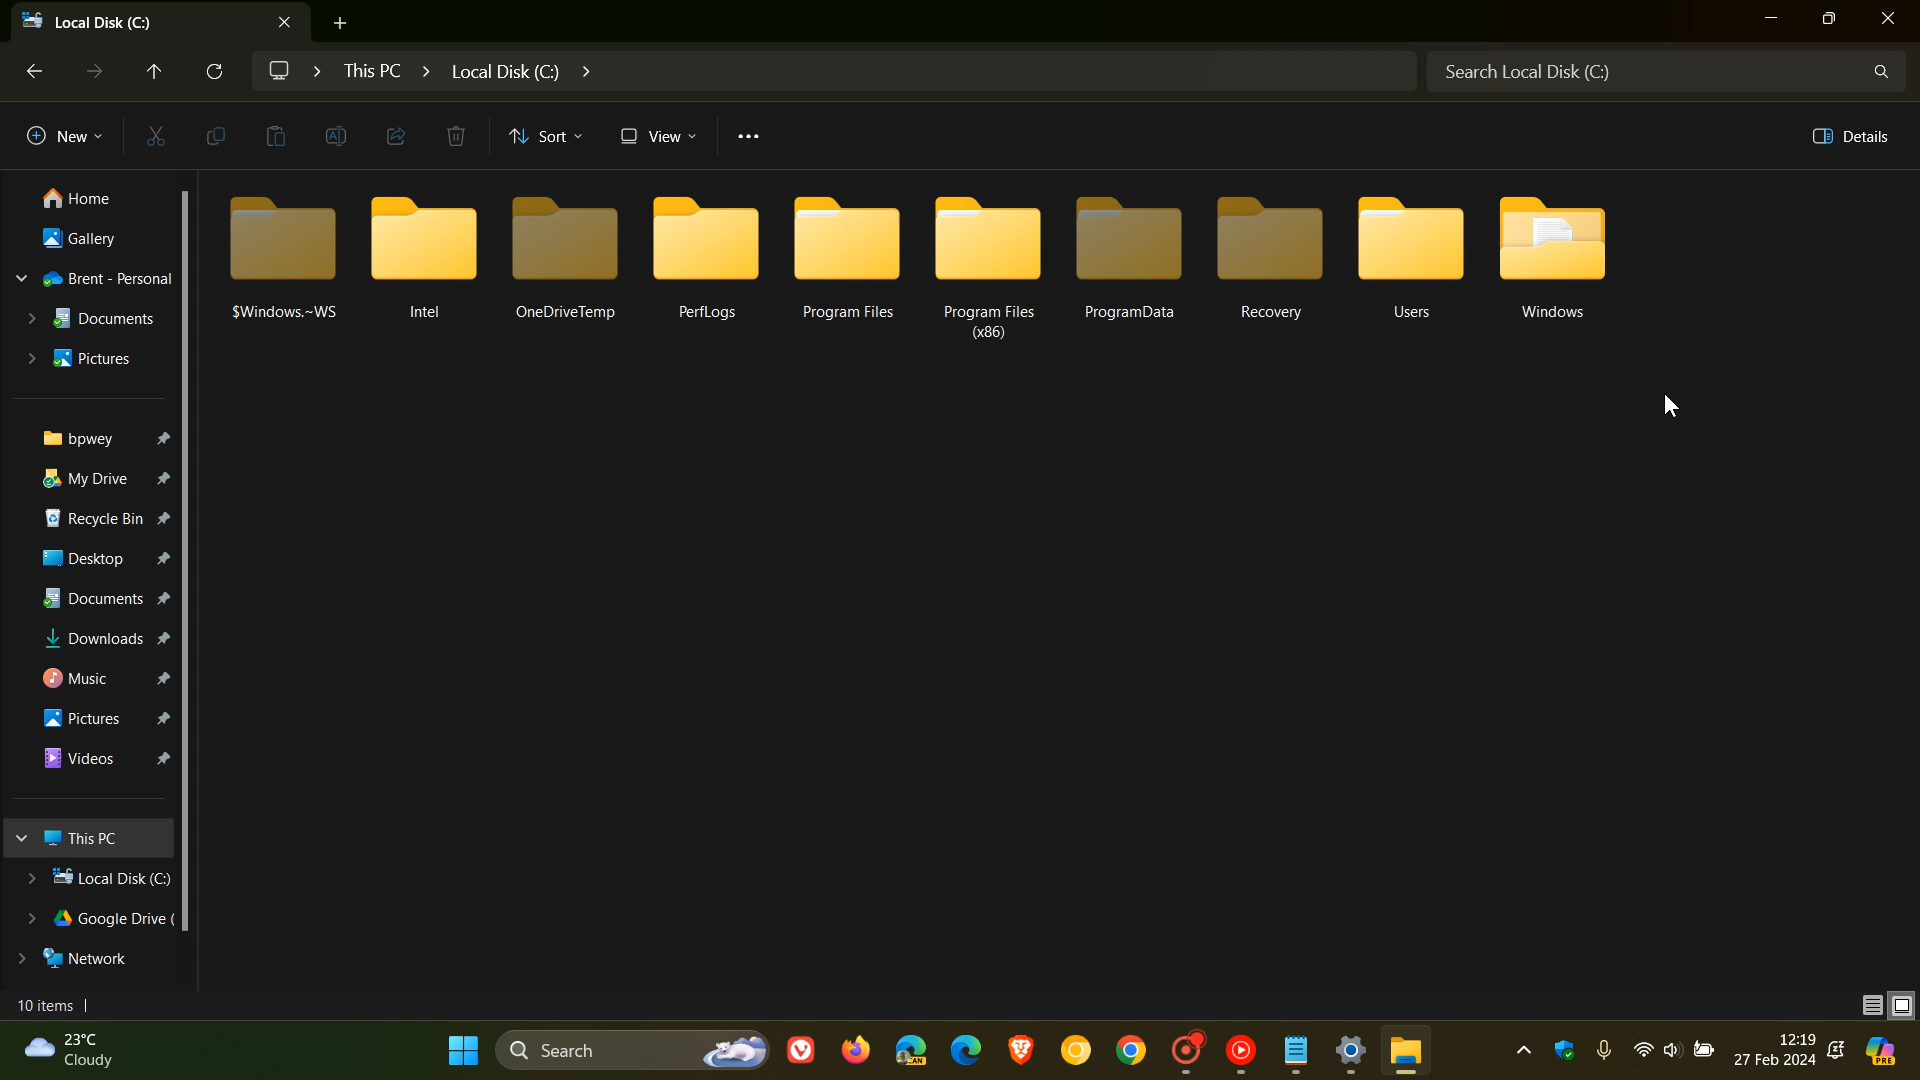 Local Disk (C:)
This PC
Local Disk (C:)
Search Local Disk (C:)
New
Sort
View
Details
Home
Gallery
Brent - Personal
Documents
Pictures
bpwey
My Drive
Recycle Bin
Desktop
Documents
Downloads
Music
Pictures
Videos
This PC
Local Disk (C:)
Google Drive (
Network
$Windows.~WS
Intel
OneDriveTemp
PerfLogs
Program Files
Program Files
(x86)
ProgramData
Recovery
Users
Windows
10 items
23°C
Cloudy
Search
CAN
12:19
27 Feb 2024
PRE